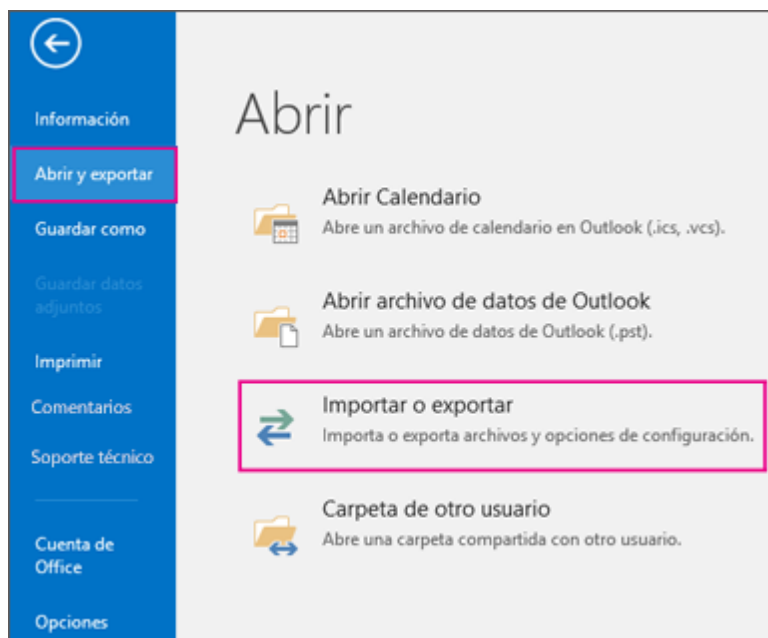 Información
Abrir y exportar
Guardar como
Guardar datos
adjuntos
Imprimir
Comentarios
Soporte técnico
Cuenta de
Office
Opciones
Abrir
Abrir Calendario
Abre un archivo de calendario en Outlook (.ics, .vcs).
Abrir archivo de datos de Outlook
Abre un archivo de datos de Outlook (.pst).
Importar o exportar
Importa o exporta archivos y opciones de configuración.
Carpeta de otro usuario
Abre una carpeta compartida con otro usuario.